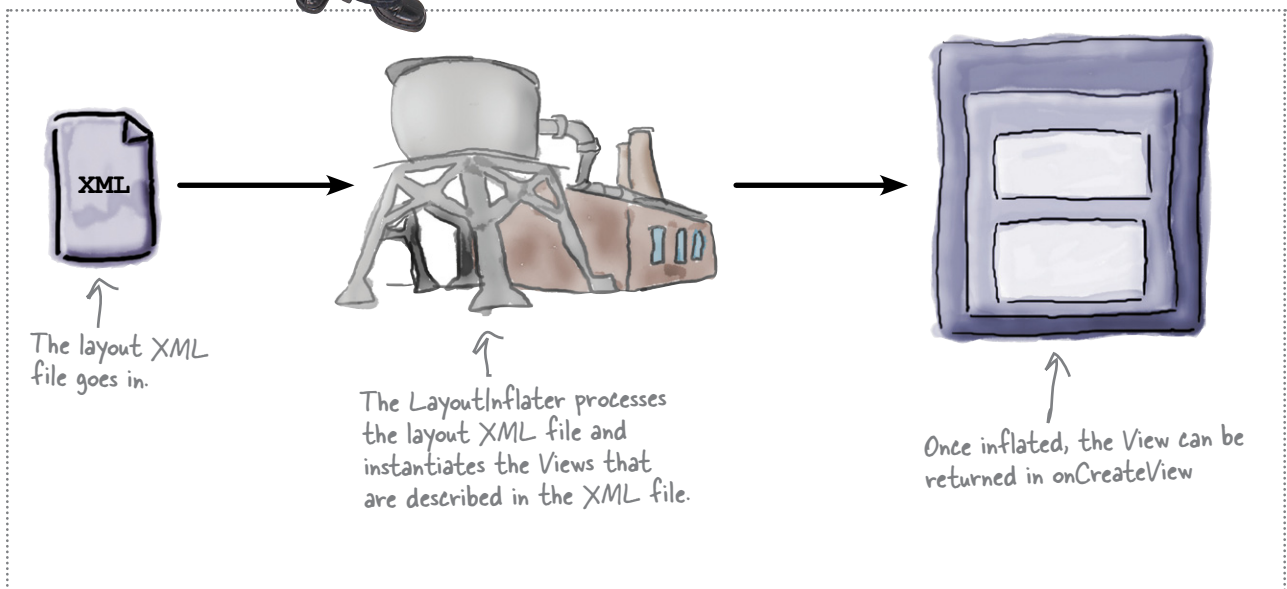 XML
The layout XML
file goes in.
The LayoutInflater processes
the layout XML file and
instantiates the Views that
are described in the XML file.
Once inflated, the View can be
returned in onCreateView